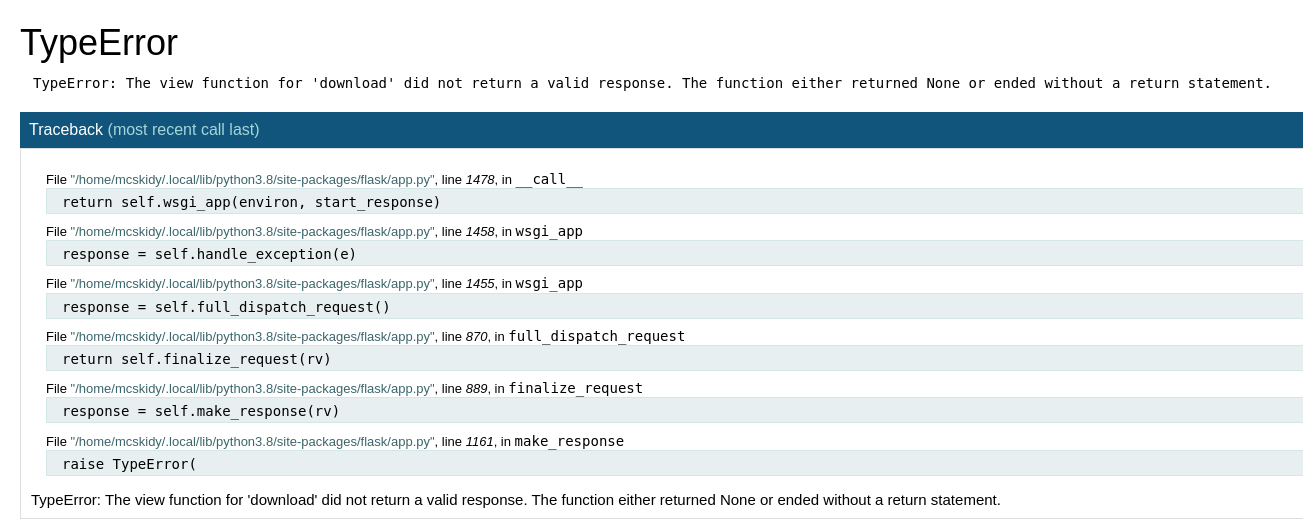 TypeError
TypeError: The view function for 'download' did not return a valid response. The function either returned None or ended without a return statement.
Traceback (most recent call last)
File "/home/mcskidy/.local/lib/python3.8/site-packages/flask/app.py", line 1478, in __call__
return self.wsgi_app(environ, start_response)
File "/home/mcskidy/.local/lib/python3.8/site-packages/flask/app.py", line 1458, in wsgi_app
response = self.handle_exception(e)
File "/home/mcskidy/.local/lib/python3.8/site-packages/flask/app.py", line 1455, in wsgi_app
response = self.full_dispatch_request()
File "/home/mcskidy/.local/lib/python3.8/site-packages/flask/app.py", line 870, in full_dispatch_request
return self.finalize_request(rv)
File "/home/mcskidy/.local/lib/python3.8/site-packages/flask/app.py", line 889, in finalize_request
response = self.make_response(rv)
File "/home/mcskidy/.local/lib/python3.8/site-packages/flask/app.py", line 1161, in make_response
raise TypeError(
TypeError: The view function for 'download' did not return a valid response. The function either returned None or ended without a return statement.